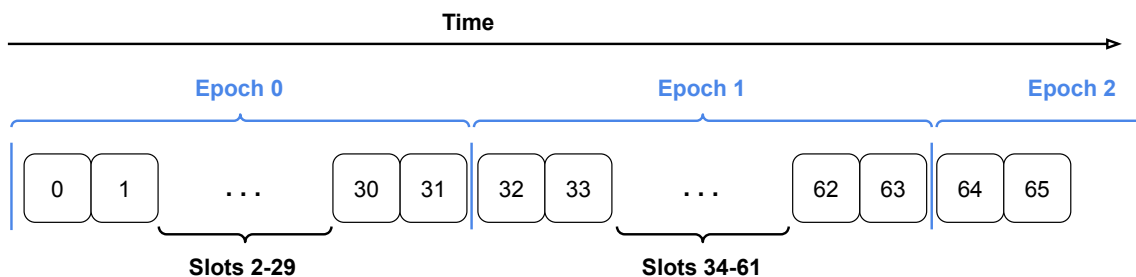 Time
Epoch 0 Epoch 1 Epoch 2
0 1 . . . 30 31 32 33 . . . 62 63 64 65
Slots 2-29 Slots 34-61